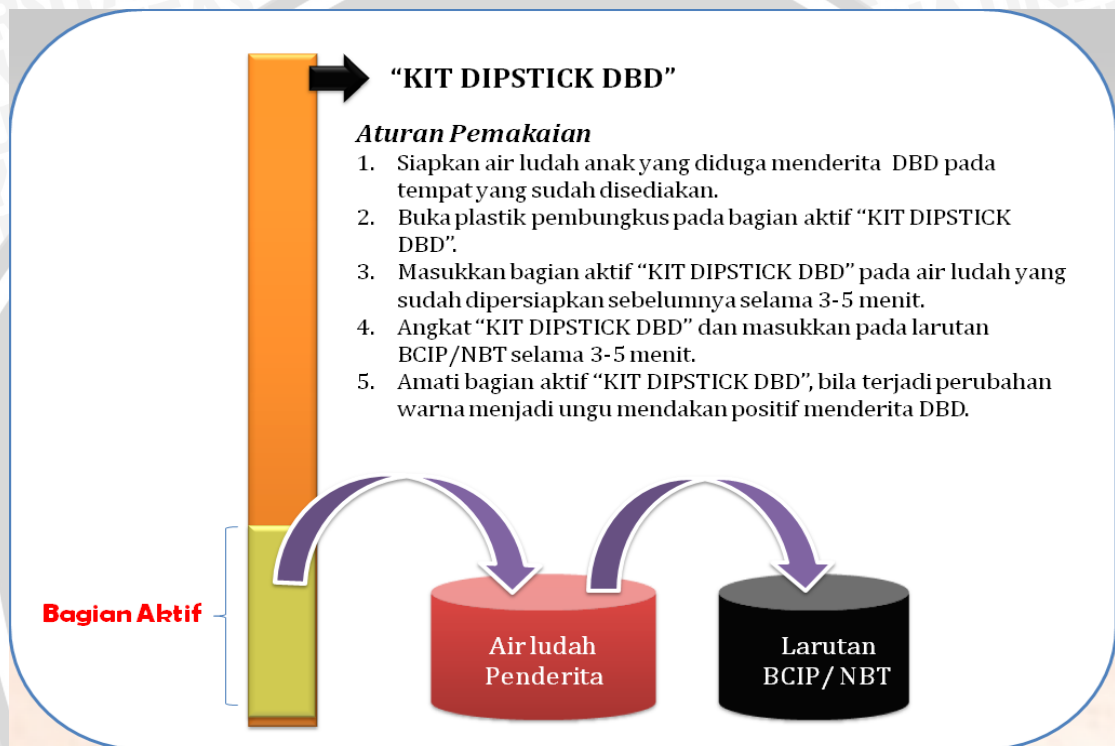 “KIT DIPSTICK DBD”
Aturan Pemakaian
1. Siapkan air ludah anak yang diduga menderita DBD pada
tempat yang sudah disediakan.
2. Buka plastik pembungkus pada bagian aktif “KIT DIPSTICK
DBD”.
3. Masukkan bagian aktif “KIT DIPSTICK DBD” pada air ludah yang
sudah dipersiapkan sebelumnya selama 3-5 menit.
4. Angkat “KIT DIPSTICK DBD” dan masukkan pada larutan
BCIP/NBT selama 3-5 menit.
5. Amati bagian aktif “KIT DIPSTICK DBD”, bila terjadi perubahan
warna menjadi ungu mendakan positif menderita DBD.
Bagian Aktif
Air ludah
Penderita
Larutan
BCIP/ NBT